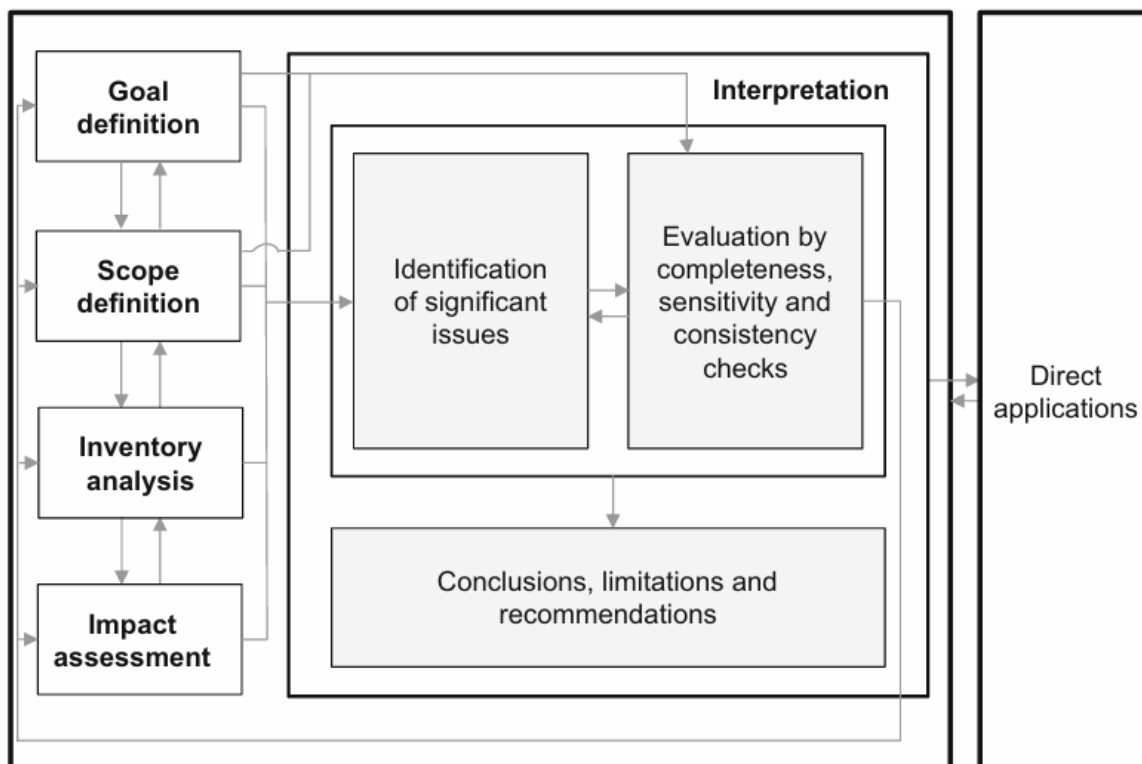 Goal
definition
Scope
definition
Inventory
analysis
Impact
assessment
Interpretation
Identification
of significant
issues
Evaluation by
completeness,
sensitivity and
consistency
checks
Conclusions, limitations and
recommendations
Direct
applications